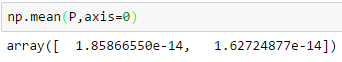 np.mean(P,axis=0)
array([  1.85866550e-14,   1.62724877e-14])